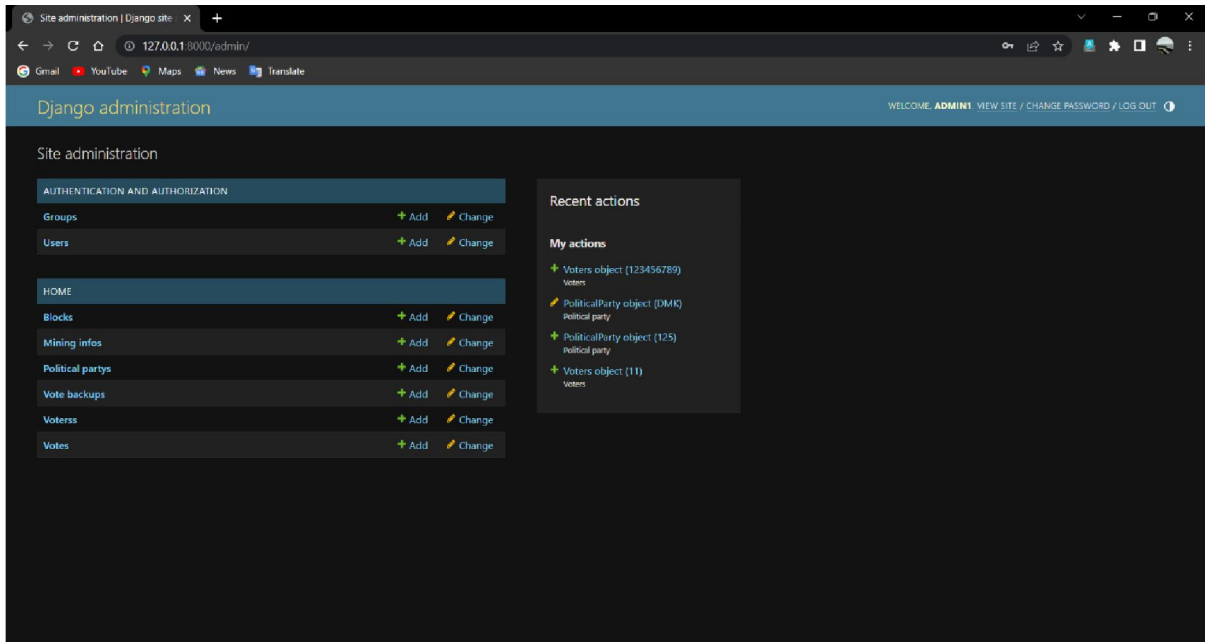 Site administration | Django site
127.0.0.1:8000/admin/
Gmail YouTube Maps News Translate
Django administration
WELCOME, ADMIN1. VIEW SITE / CHANGE PASSWORD / LOG OUT
Site administration
AUTHENTICATION AND AUTHORIZATION
Groups Add Change
Users Add Change
HOME
Blocks Add Change
Mining infos Add Change
Political partys Add Change
Vote backups Add Change
Voterss Add Change
Votes Add Change
Recent actions
My actions
Voters object (123456789)
Voters
PoliticalParty object (DMK)
Political party
PoliticalParty object (125)
Political party
Voters object (11)
Voters